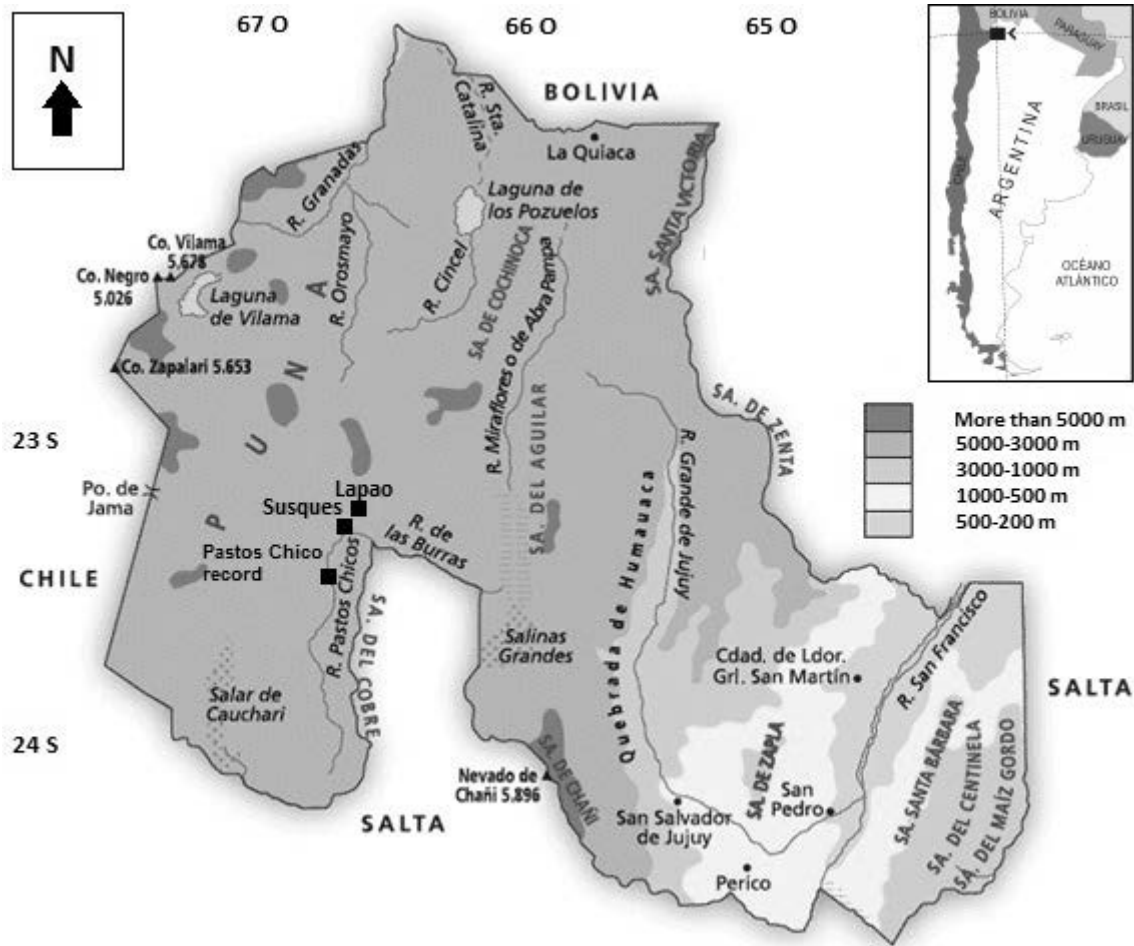 67 O
66 O
65 O
N
BOLIVIA
R. Sta.
Catalina
La Quiaca
R. Granadas
Laguna de
los Pozuelos
SA. SANTA VICTORIA
Co. Vilama
5.678
Co. Negro
5.026
Laguna
de Vilama
R. Orosmayo
R. Cincel
SA. DE COCHINOCA
R. Miraflores o de Abra Pampa
Co. Zapalari 5.653
PUNA
SA. DE ZENTA
23 S
Po. de
Jama
Lapao
Susques
R. de
las Burras
SA. DEL AGUILAR
Quebrada de Humauaca
R. Grande de Jujuy
Pastos Chico
record
CHILE
R. Pastos Chicos
SA. DEL COBRE
Salinas
Grandes
Salar de
Cauchari
Cdad. de Ldor.
Grl. San Martín
R. San Francisco
SALTA
24 S
Nevado de
Chañi 5.896
SA. DE CHAÑI
SALTA
SA. DE ZAPLA
San
Pedro
San Salvador
de Jujuy
Perico
SA. SANTA BÁRBARA
SA. DEL CENTINELA
SA. DEL MAÍZ GORDO
BOLIVIA
PARAGUAY
BRASIL
URUGUAY
CHILE
ARGENTINA
OCÉANO
ATLÁNTICO
More than 5000 m
5000-3000 m
3000-1000 m
1000-500 m
500-200 m